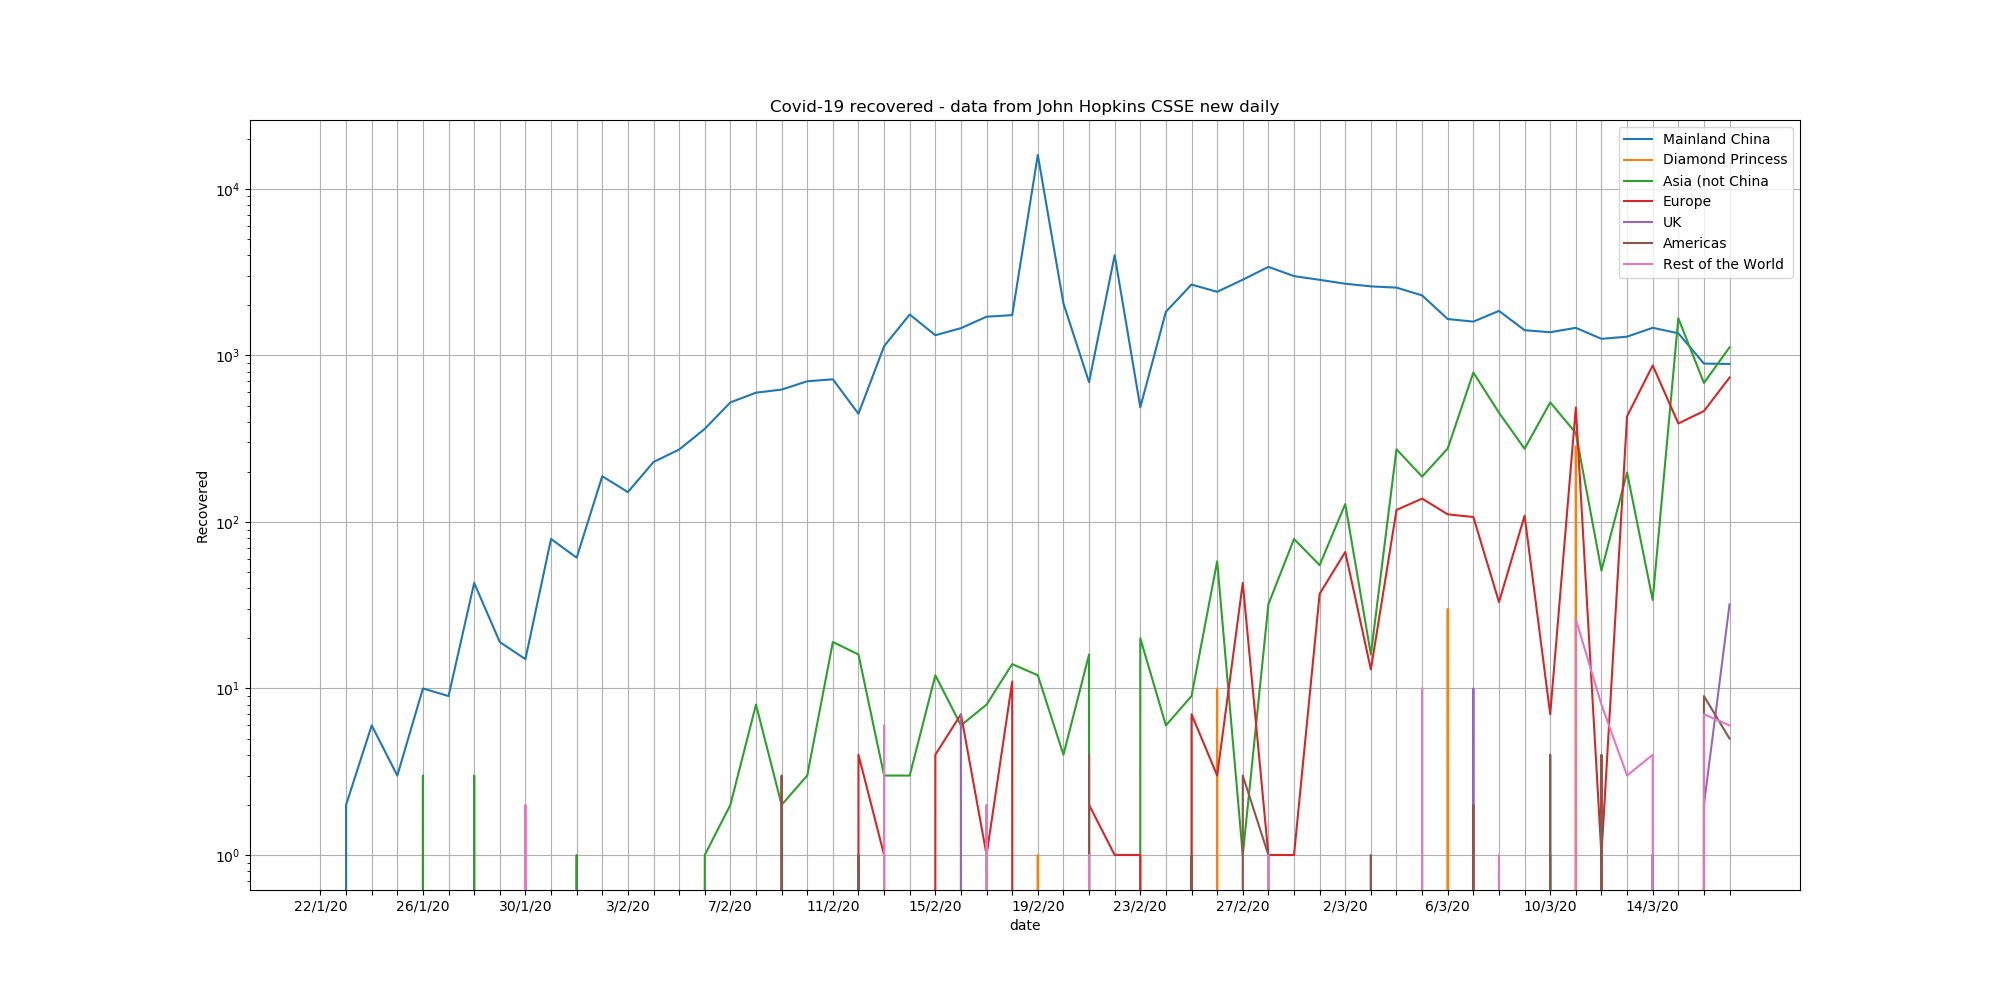 Covid-19 recovered - data from John Hopkins CSSE new daily
Mainland China
Diamond Princess
Asia (not China
Europe
UK
Americas
Rest of the World
10⁴
10³
10²
10¹
10⁰
Recovered
22/1/20 26/1/20 30/1/20 3/2/20 7/2/20 11/2/20 15/2/20 19/2/20 23/2/20 27/2/20 2/3/20 6/3/20 10/3/20 14/3/20
date